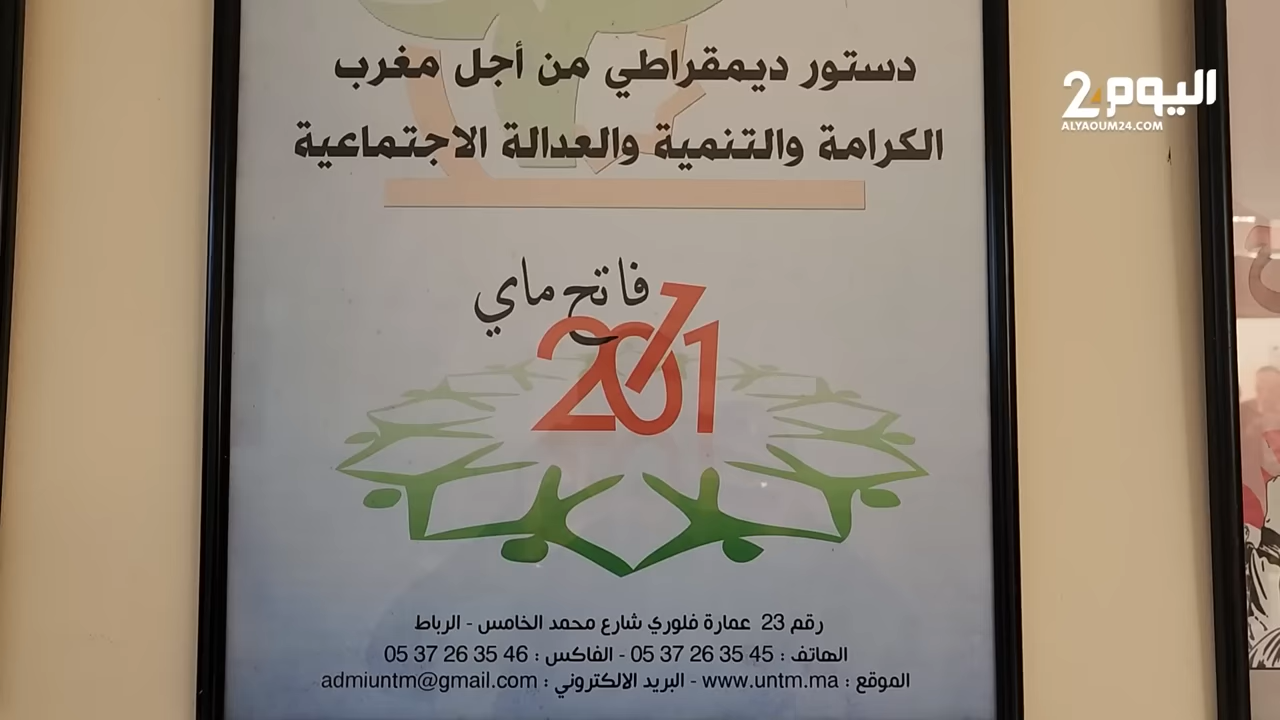 دستور ديمقراطي من أجل مغرب
الكرامة والتنمية والعدالة الاجتماعية
اليوم24
ALYAOUM24.COM
فاتح ماي
2011
رقم 23 عمارة فلوري شارع محمد الخامس - الرباط
الهاتف : 45 35 26 37 05 - الفاكس : 46 35 26 37 05
الموقع : www.untm.ma - البريد الالكتروني : admiuntm@gmail.com